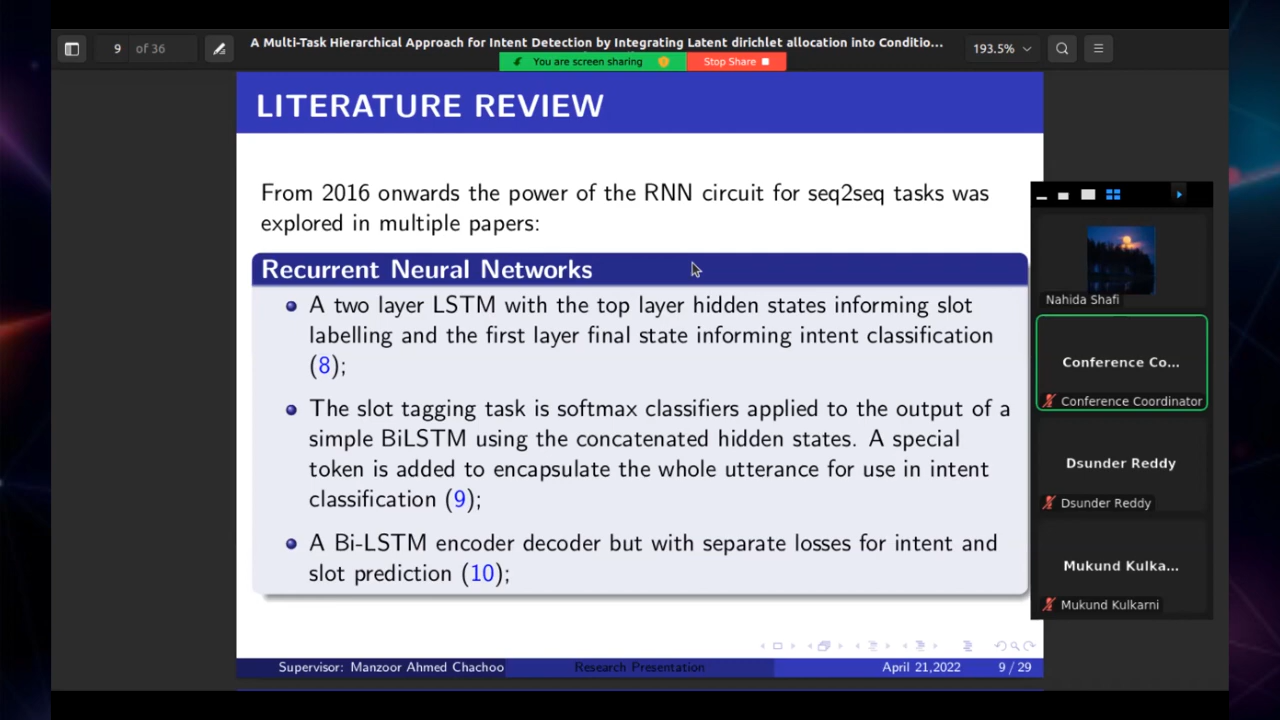 9 of 36
A Multi-Task Hierarchical Approach for Intent Detection by Integrating Latent dirichlet allocation into Conditio...
193.5%
You are screen sharing
Stop Share
LITERATURE REVIEW
From 2016 onwards the power of the RNN circuit for seq2seq tasks was
explored in multiple papers:
Recurrent Neural Networks
A two layer LSTM with the top layer hidden states informing slot
labelling and the first layer final state informing intent classification
(8);
The slot tagging task is softmax classifiers applied to the output of a
simple BiLSTM using the concatenated hidden states. A special
token is added to encapsulate the whole utterance for use in intent
classification (9);
A Bi-LSTM encoder decoder but with separate losses for intent and
slot prediction (10);
Supervisor: Manzoor Ahmed Chachoo
Research Presentation
April 21,2022
9 / 29
Nahida Shafi
Conference Co...
Conference Coordinator
Dsunder Reddy
Dsunder Reddy
Mukund Kulka...
Mukund Kulkarni